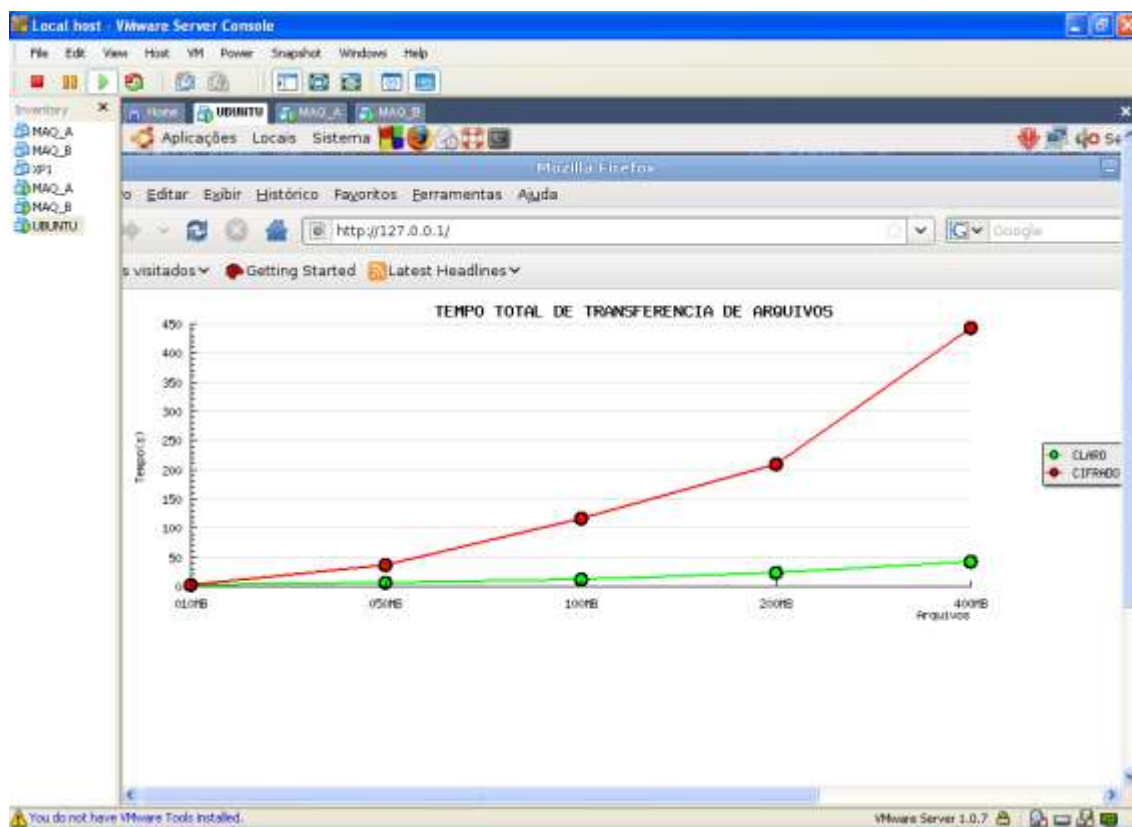 Local host - VMware Server Console
File Edit View Host VM Power Snapshot Windows Help
Inventory
Home UBUNTU MAQ_A MAQ_B
MAQ_A
MAQ_B
XP1
MAQ_A
MAQ_B
UBUNTU
Aplicações Locais Sistema
Mozilla Firefox
Editar Exibir Histórico Favoritos Ferramentas Ajuda
http://127.0.0.1/
Google
s visitados Getting Started Latest Headlines
TEMPO TOTAL DE TRANSFERENCIA DE ARQUIVOS
450
400
350
300
250
200
150
100
50
0
Tempo(s)
010MB 050MB 100MB 200MB 400MB
Arquivos
CLARO
CIFRADO
You do not have VMware Tools installed.
VMware Server 1.0.7